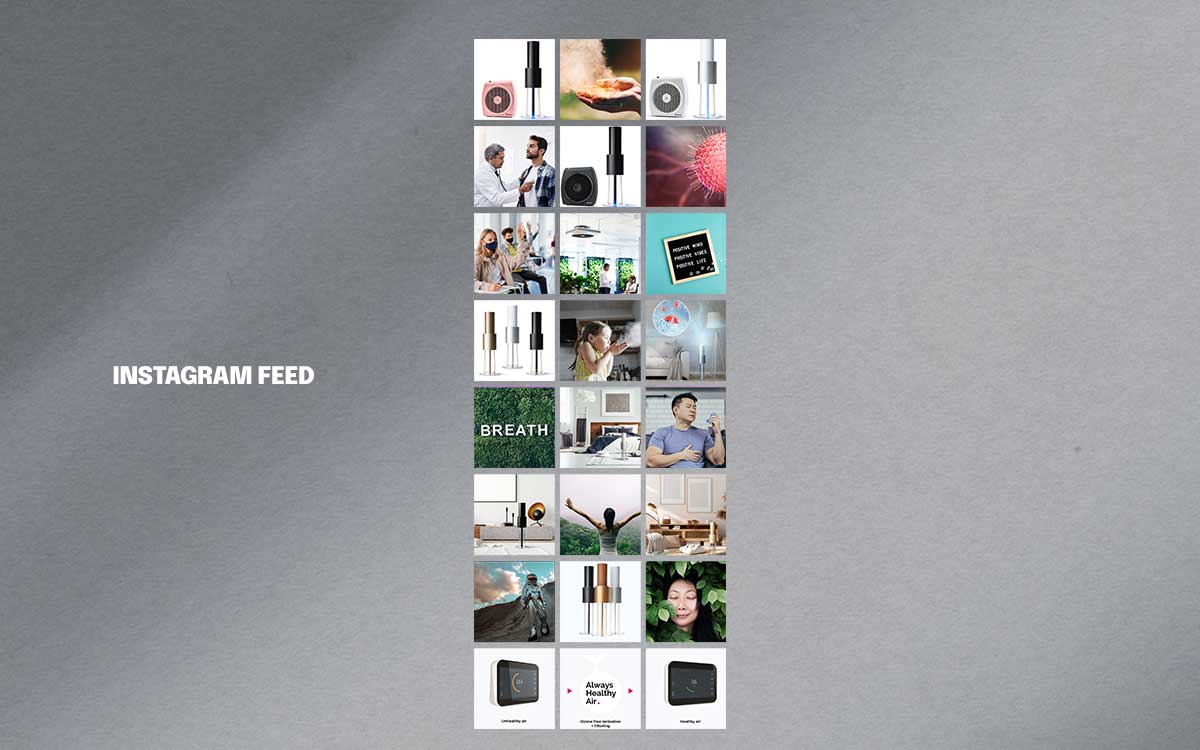 INSTAGRAM FEED
POSITIVE MIND
POSITIVE VIBES
POSITIVE LIFE
BREATH
Always
Healthy
Air.
Unhealthy air
Ozone free ionisation
+ filtering
Healthy air